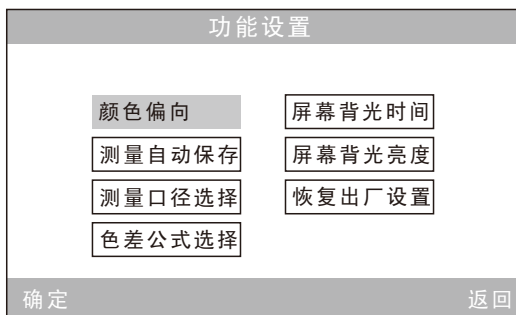 功能设置
颜色偏向
屏幕背光时间
测量自动保存
屏幕背光亮度
测量口径选择
恢复出厂设置
色差公式选择
确定
返回